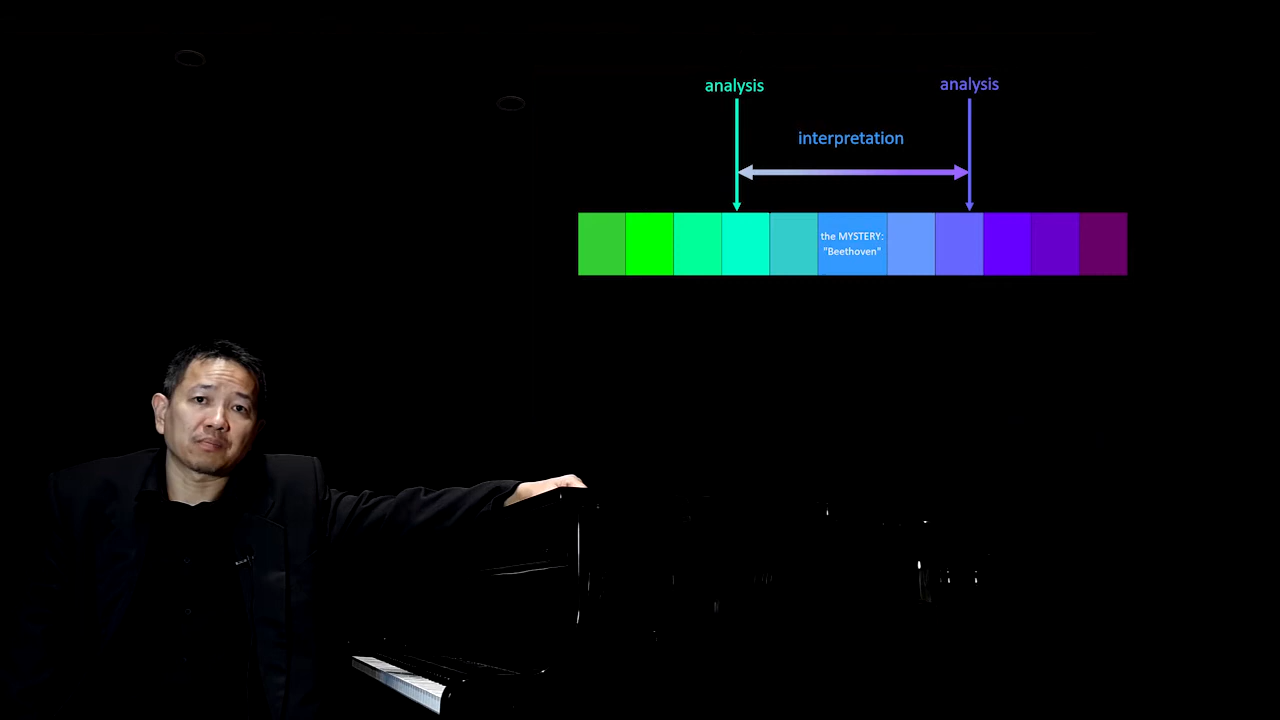 analysis
analysis
interpretation
the MYSTERY:
"Beethoven"